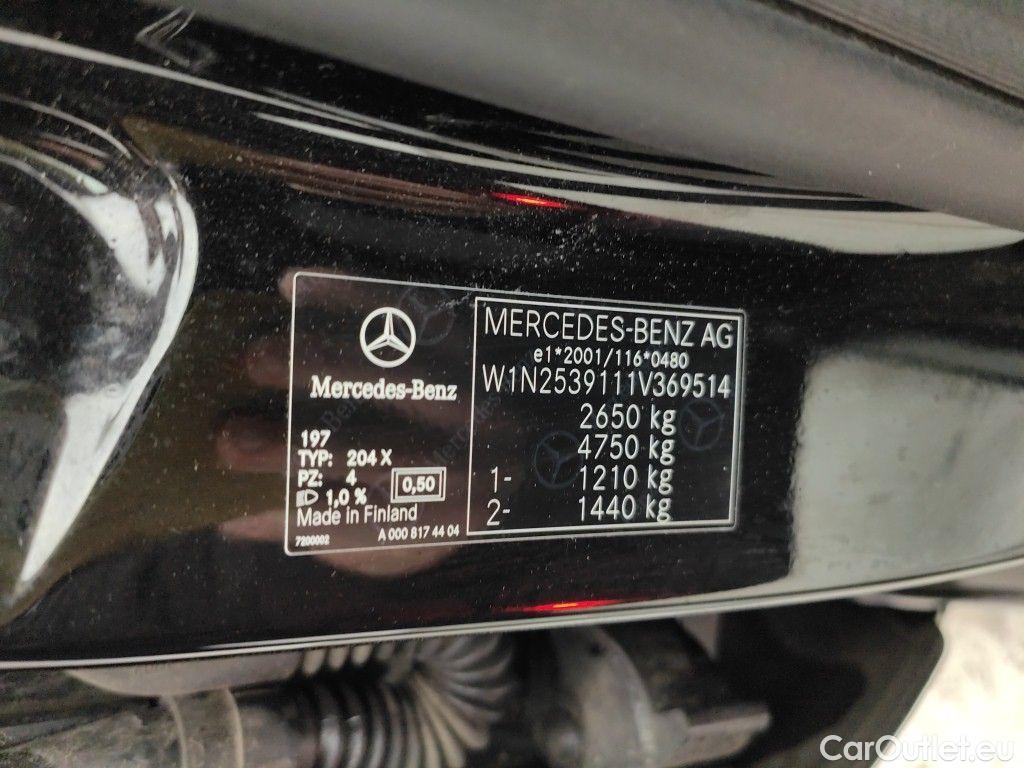 Mercedes-Benz
197
TYP: 204 X
PZ: 4
0,50
1,0 %
Made in Finland
7200002
A 000 817 44 04
MERCEDES-BENZ AG
e1*2001/116*0480
W1N2539111V369514
2650 kg
4750 kg
1- 1210 kg
2- 1440 kg
CarOutlet.eu